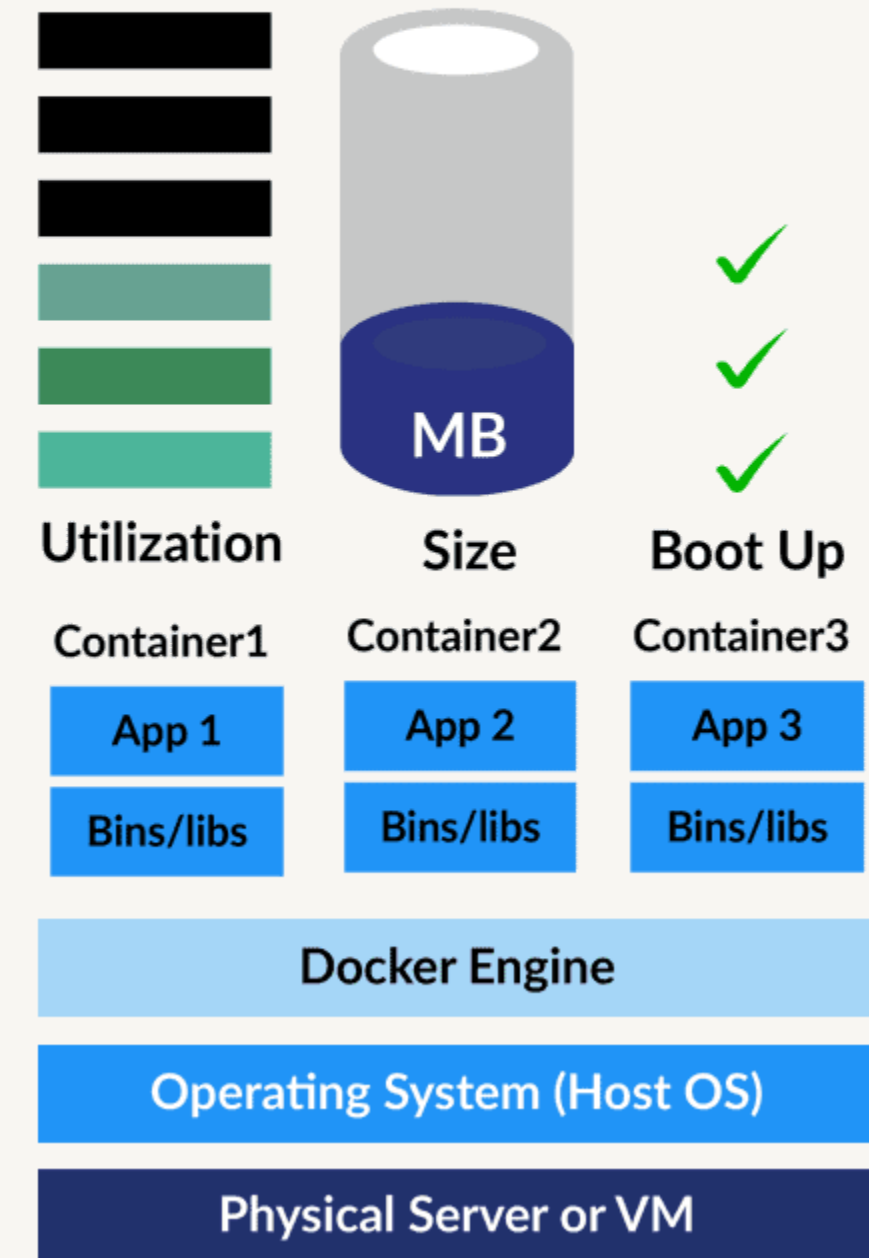 MB
Utilization
Size
Boot Up
Container1
Container2
Container3
App 1
App 2
App 3
Bins/libs
Bins/libs
Bins/libs
Docker Engine
Operating System (Host OS)
Physical Server or VM